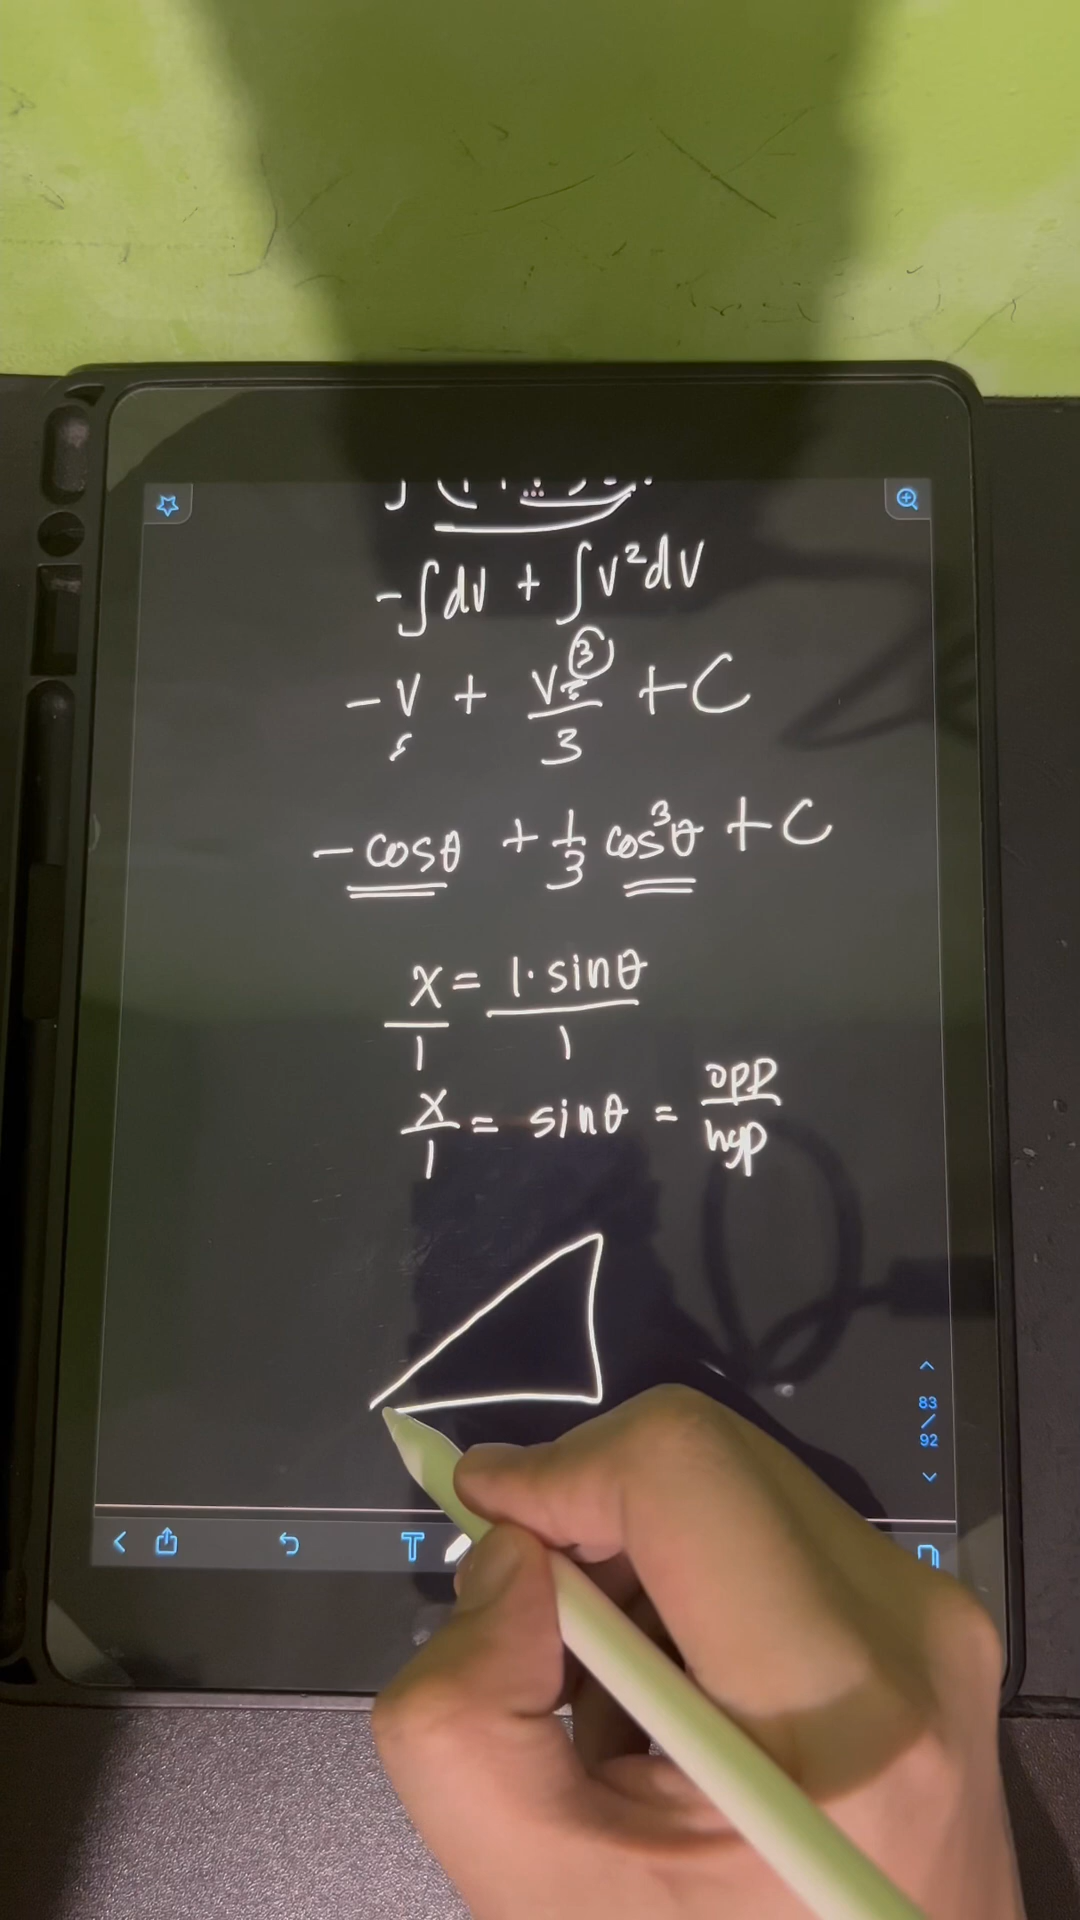 -∫dv + ∫v²dv
-v + v³/3 + C
-cosθ + 1/3 cos³θ + C
x/1 = 1·sinθ/1
x/1 = sinθ = opp/hyp
83
/
92
T